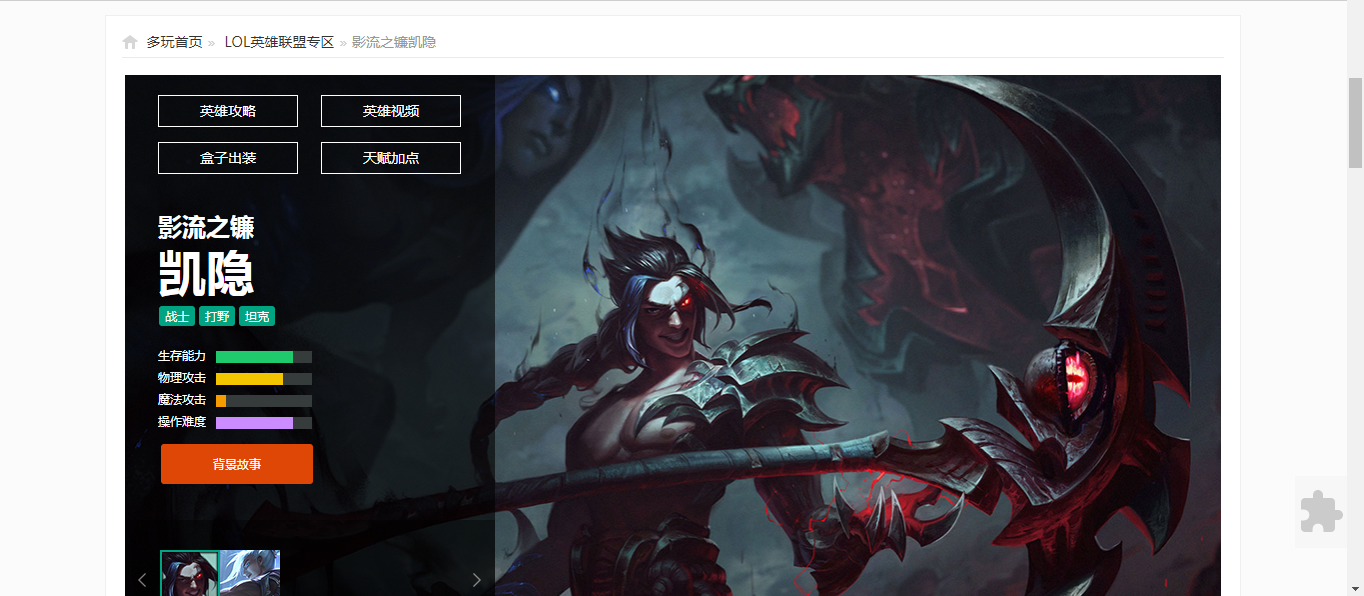 多玩首页 » LOL英雄联盟专区 » 影流之镰凯隐
英雄攻略 英雄视频
盒子出装 天赋加点
影流之镰
凯隐
战士 打野 坦克
生存能力
物理攻击
魔法攻击
操作难度
背景故事